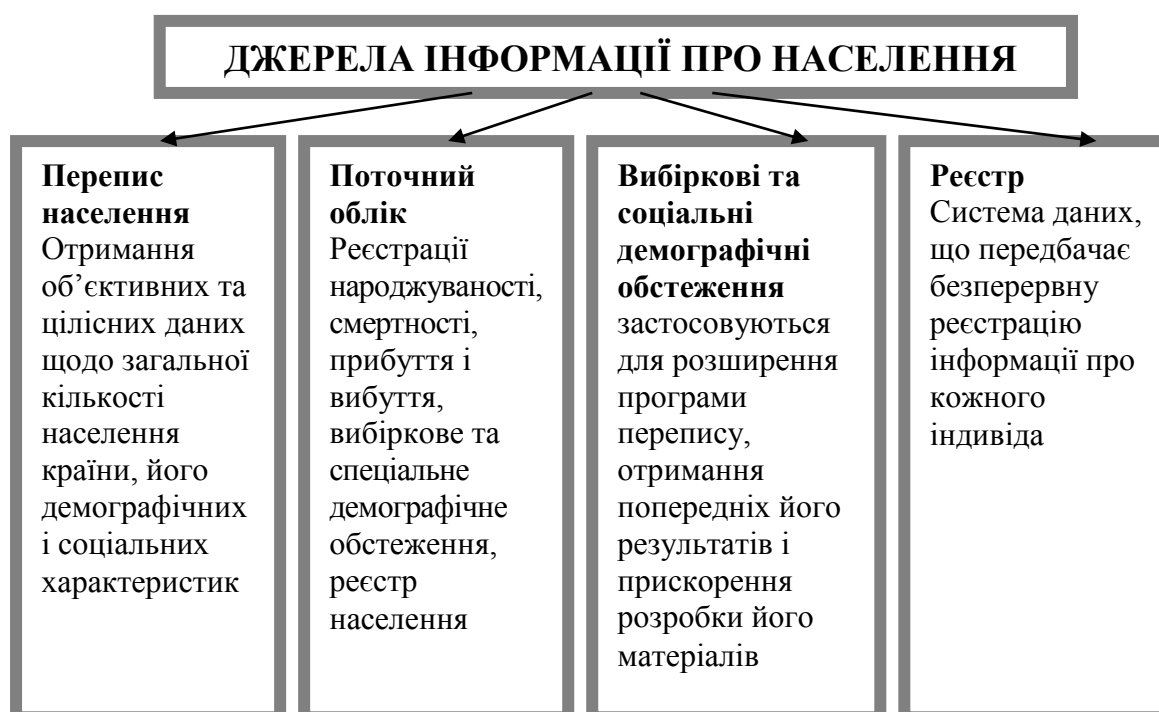 ДЖЕРЕЛА ІНФОРМАЦІЇ ПРО НАСЕЛЕННЯ
Перепис
населення
Отримання
об’єктивних та
цілісних даних
щодо загальної
кількості
населення
країни, його
демографічних
і соціальних
характеристик
Поточний
облік
Реєстрації
народжуваності,
смертності,
прибуття і
вибуття,
вибіркове та
спеціальне
демографічне
обстеження,
реєстр
населення
Вибіркові та
соціальні
демографічні
обстеження
застосовуються
для розширення
програми
перепису,
отримання
попередніх його
результатів і
прискорення
розробки його
матеріалів
Реєстр
Система даних,
що передбачає
безперервну
реєстрацію
інформації про
кожного
індивіда